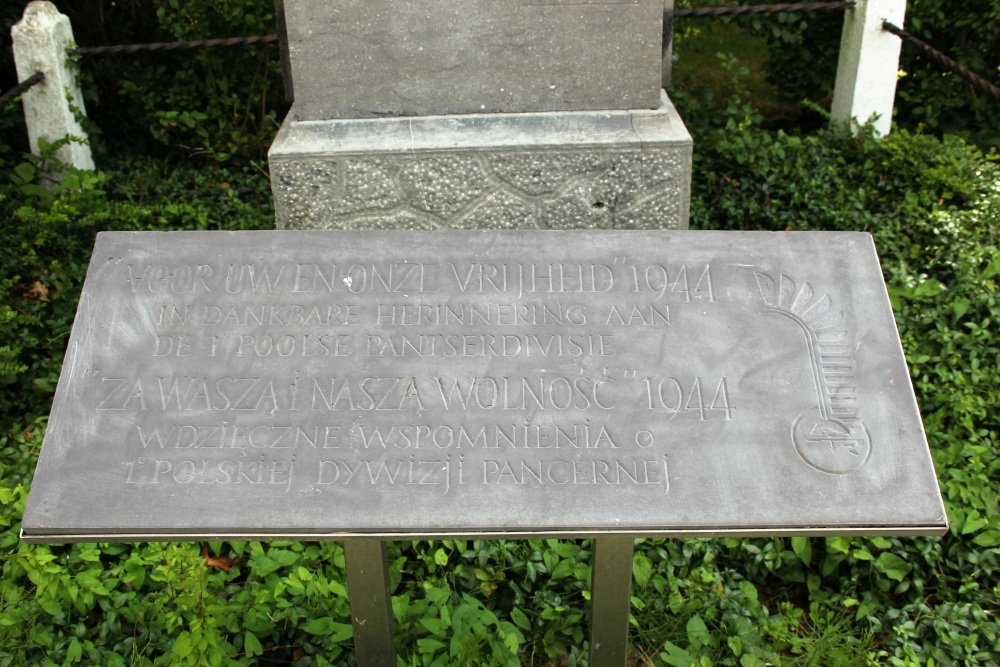 "VOOR UW EN ONZE VRIJHEID" 1944
IN DANKBARE HERINNERING AAN
DE 1e POOLSE PANTSERDIVISIE
"ZA WASZĄ I NASZĄ WOLNOŚĆ" 1944
WDZIĘCZNE WSPOMNIENIA O
1e POLSKIEJ DYWIZJI PANCERNEJ